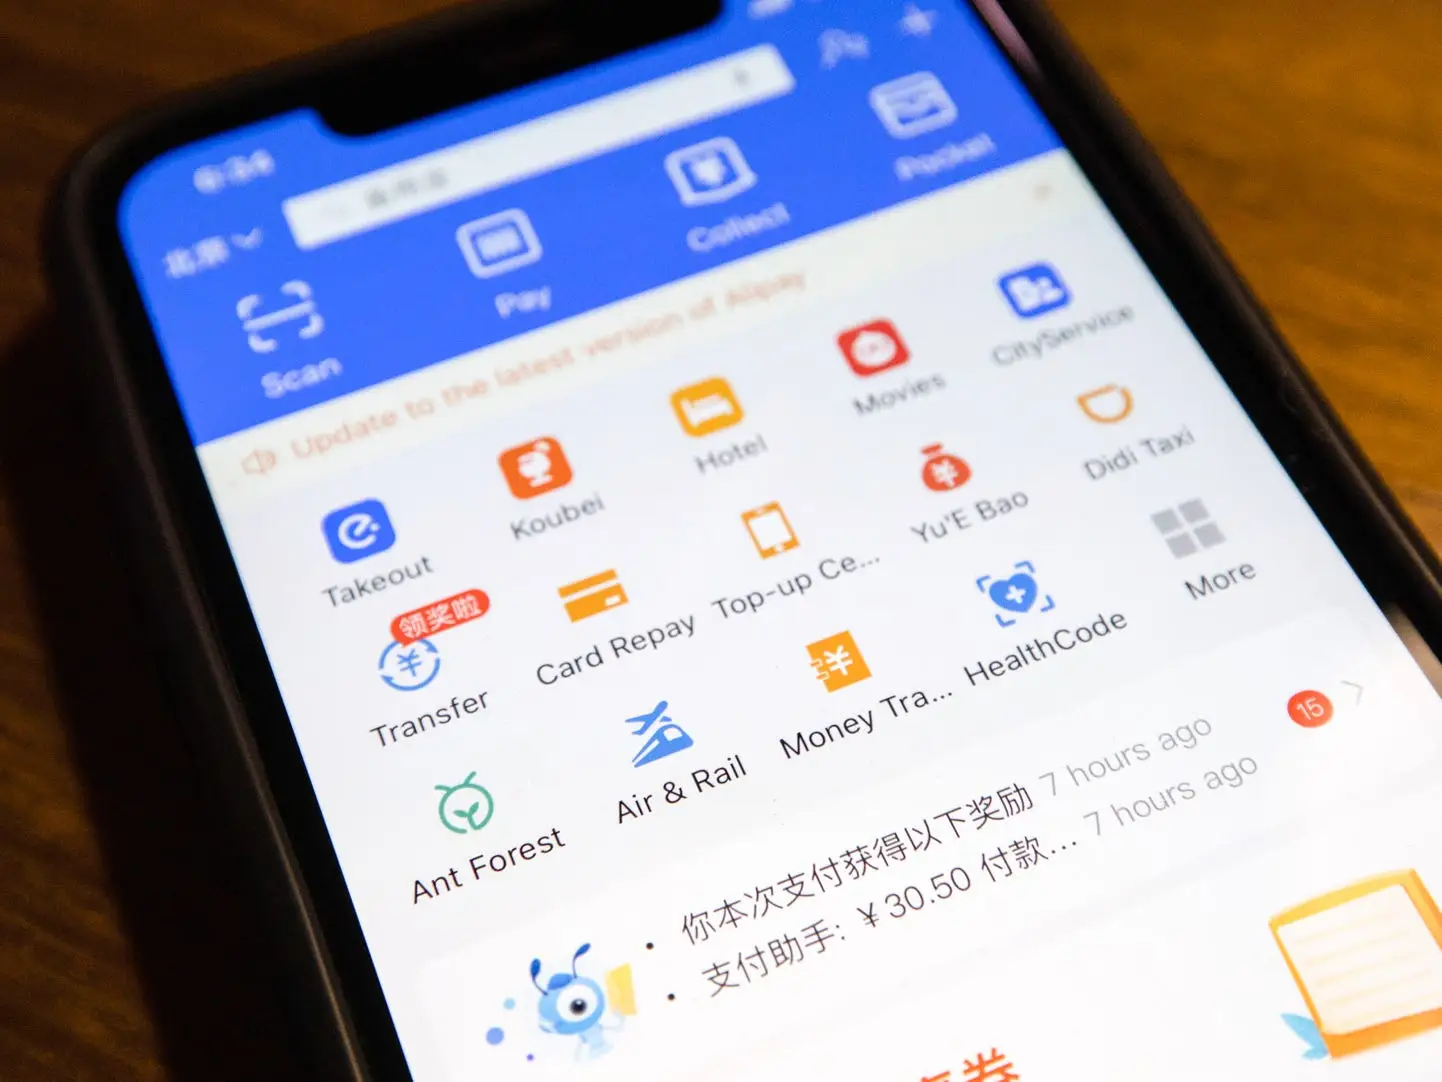 6:34
北京
Scan
Pay
Collect
Pocket
Update to the latest version of Alipay
Takeout
Koubei
Hotel
Movies
CityService
领奖啦
Transfer
Card Repay
Top-up Ce...
Yu'E Bao
Didi Taxi
Ant Forest
Air & Rail
Money Tra...
HealthCode
More
你本次支付获得以下奖励 7 hours ago
15
支付助手: ￥30.50 付款... 7 hours ago
券